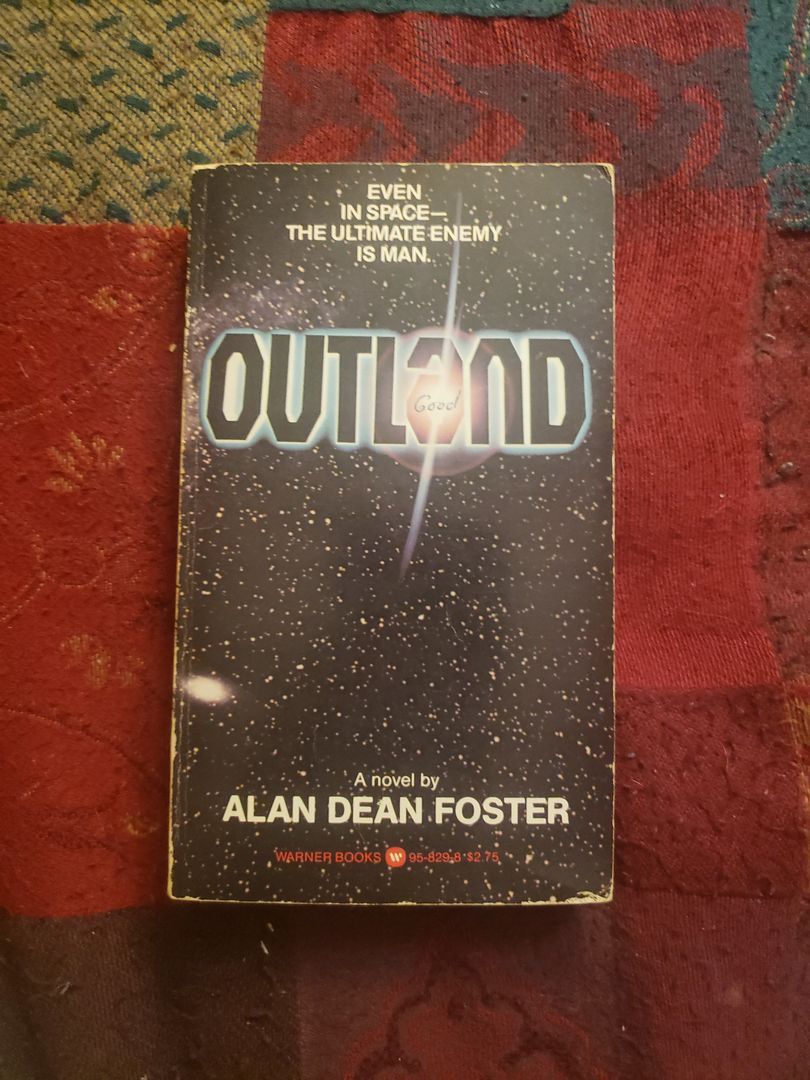 EVEN
IN SPACE—
THE ULTIMATE ENEMY
IS MAN.
OUTLAND
Good
A novel by
ALAN DEAN FOSTER
WARNER BOOKS W 95-829-8 $2.75